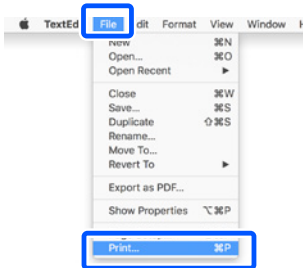 TextEd File dit Format View Window
New ⌘N
Open... ⌘O
Open Recent ▶
Close ⌘W
Save... ⌘S
Duplicate ⇧⌘S
Rename...
Move To...
Revert To ▶
Export as PDF...
Show Properties ⌥⌘P
Print... ⌘P